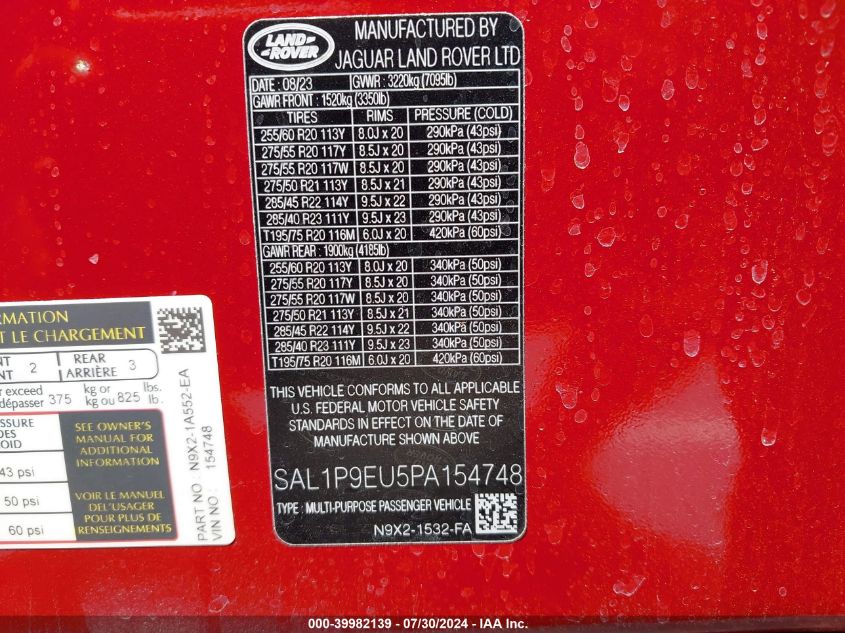 LAND
ROVER
MANUFACTURED BY
JAGUAR LAND ROVER LTD
DATE : 08/23 GVWR : 3220kg (7095lb)
GAWR FRONT : 1520kg (3350lb)
TIRES RIMS PRESSURE (COLD)
255/60 R20 113Y 8.0J x 20 290kPa (43psi)
275/55 R20 117Y 8.5J x 20 290kPa (43psi)
275/55 R20 117W 8.5J x 20 290kPa (43psi)
275/50 R21 113Y 8.5J x 21 290kPa (43psi)
285/45 R22 114Y 9.5J x 22 290kPa (43psi)
285/40 R23 111Y 9.5J x 23 290kPa (43psi)
T195/75 R20 116M 6.0J x 20 420kPa (60psi)
GAWR REAR : 1900kg (4185lb)
255/60 R20 113Y 8.0J x 20 340kPa (50psi)
275/55 R20 117Y 8.5J x 20 340kPa (50psi)
275/55 R20 117W 8.5J x 20 340kPa (50psi)
275/50 R21 113Y 8.5J x 21 340kPa (50psi)
285/45 R22 114Y 9.5J x 22 340kPa (50psi)
285/40 R23 111Y 9.5J x 23 340kPa (50psi)
T195/75 R20 116M 6.0J x 20 420kPa (60psi)
THIS VEHICLE CONFORMS TO ALL APPLICABLE
U.S. FEDERAL MOTOR VEHICLE SAFETY
STANDARDS IN EFFECT ON THE DATE OF
MANUFACTURE SHOWN ABOVE
SAL1P9EU5PA154748
TYPE : MULTI-PURPOSE PASSENGER VEHICLE
N9X2-1532-FA
RMATION
T LE CHARGEMENT
NT 2 REAR 3
NT ARRIÈRE
r exceed 375 kg or 825 lbs.
dépasser kg ou lb.
SSURE
DES
OID
43 psi
50 psi
60 psi
SEE OWNER'S
MANUAL FOR
ADDITIONAL
INFORMATION
VOIR LE MANUEL
DEL'USAGER
POUR PLUS DE
RENSEIGNEMENTS
PART NO : N9X2-1A552-EA
VIN NO : 154748
000-39982139 - 07/30/2024 - IAA Inc.